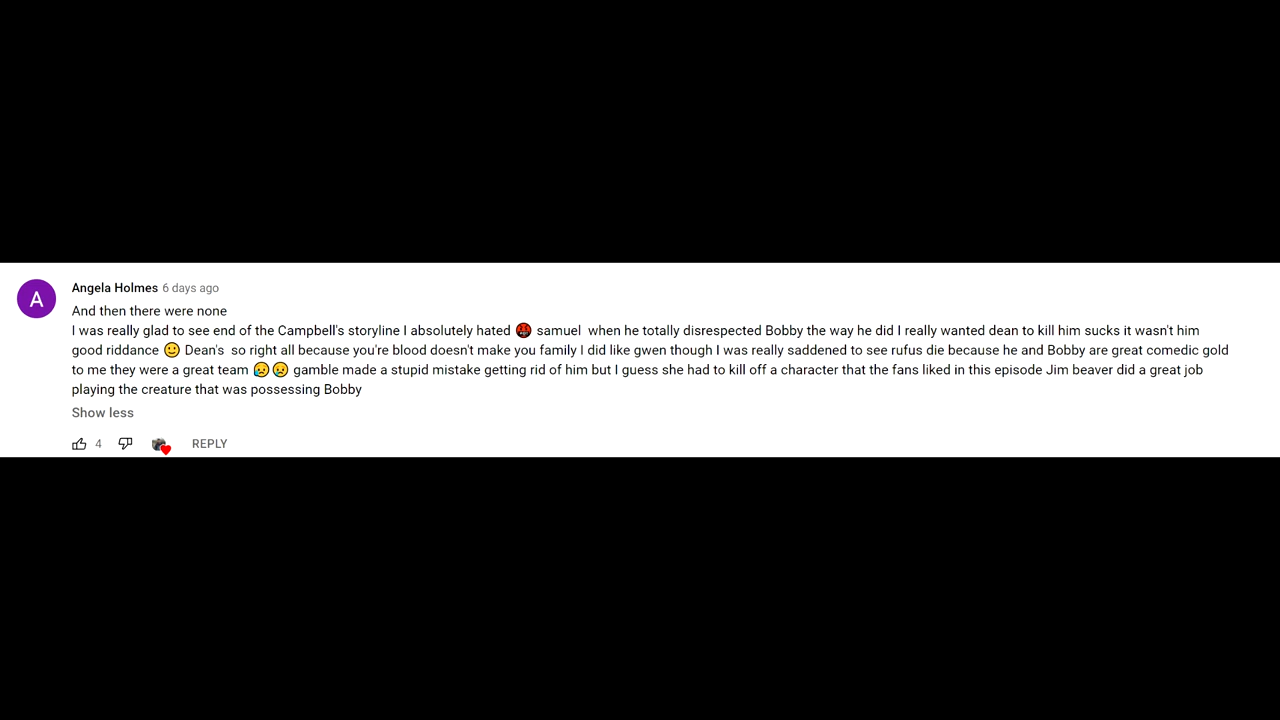 A
Angela Holmes 6 days ago
And then there were none
I was really glad to see end of the Campbell's storyline I absolutely hated 🤬 samuel  when he totally disrespected Bobby the way he did I really wanted dean to kill him sucks it wasn't him
good riddance 🙂 Dean's  so right all because you're blood doesn't make you family I did like gwen though I was really saddened to see rufus die because he and Bobby are great comedic gold
to me they were a great team 😥😢 gamble made a stupid mistake getting rid of him but I guess she had to kill off a character that the fans liked in this episode Jim beaver did a great job
playing the creature that was possessing Bobby
Show less
4 REPLY